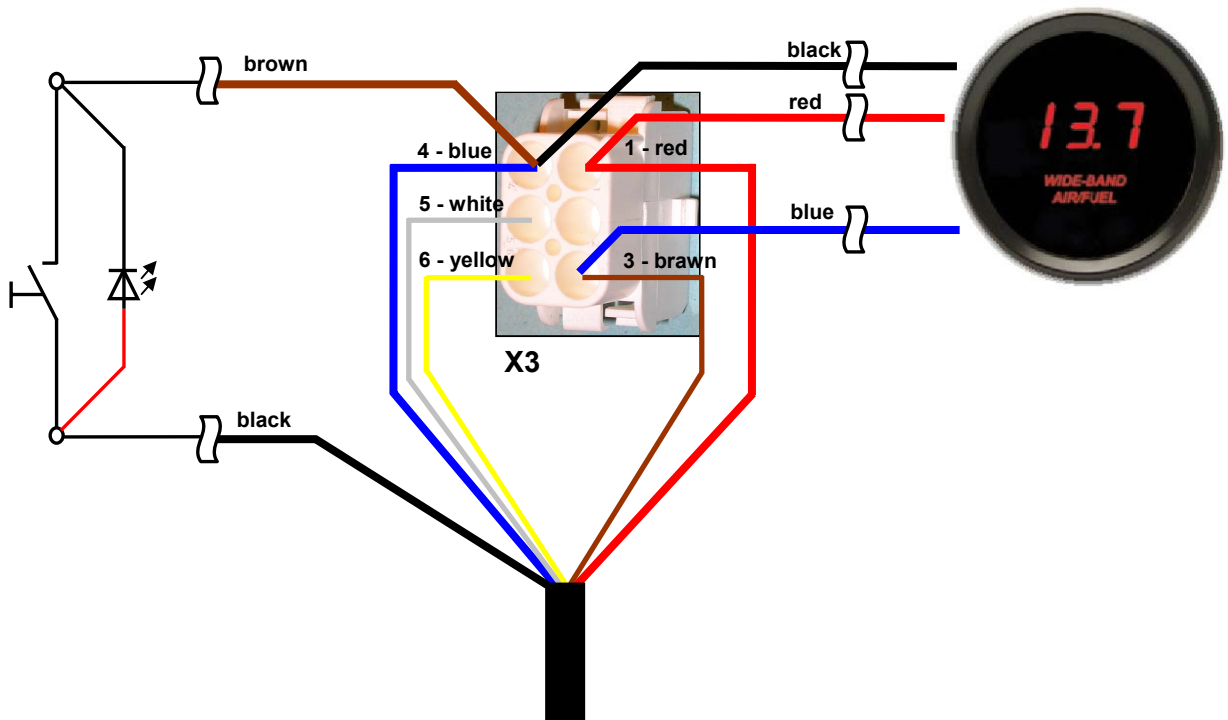 brown
black
red
4 - blue
1 - red
13.7
WIDE-BAND
AIR/FUEL
5 - white
blue
6 - yellow
3 - brawn
X3
black